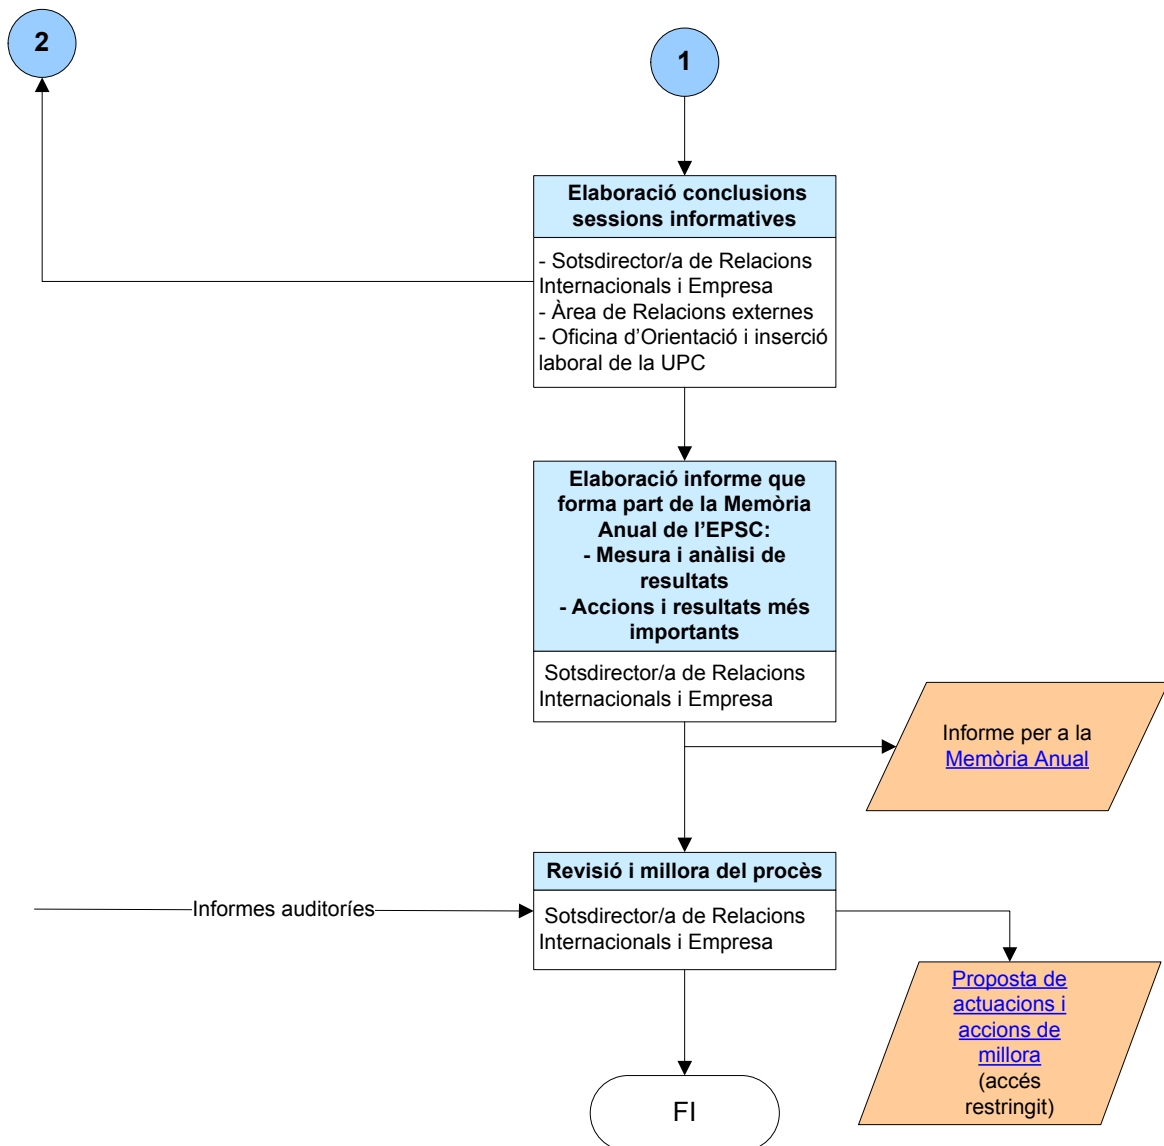 2
1
Elaboració conclusions
sessions informatives
- Sotsdirector/a de Relacions
Internacionals i Empresa
- Àrea de Relacions externes
- Oficina d’Orientació i inserció
laboral de la UPC
Elaboració informe que
forma part de la Memòria
Anual de l’EPSC:
- Mesura i anàlisi de
resultats
- Accions i resultats més
importants
Sotsdirector/a de Relacions
Internacionals i Empresa
Informe per a la
Memòria Anual
Revisió i millora del procès
Informes auditoríes
Sotsdirector/a de Relacions
Internacionals i Empresa
Proposta de
actuacions i
accions de
millora
(accés
restringit)
FI